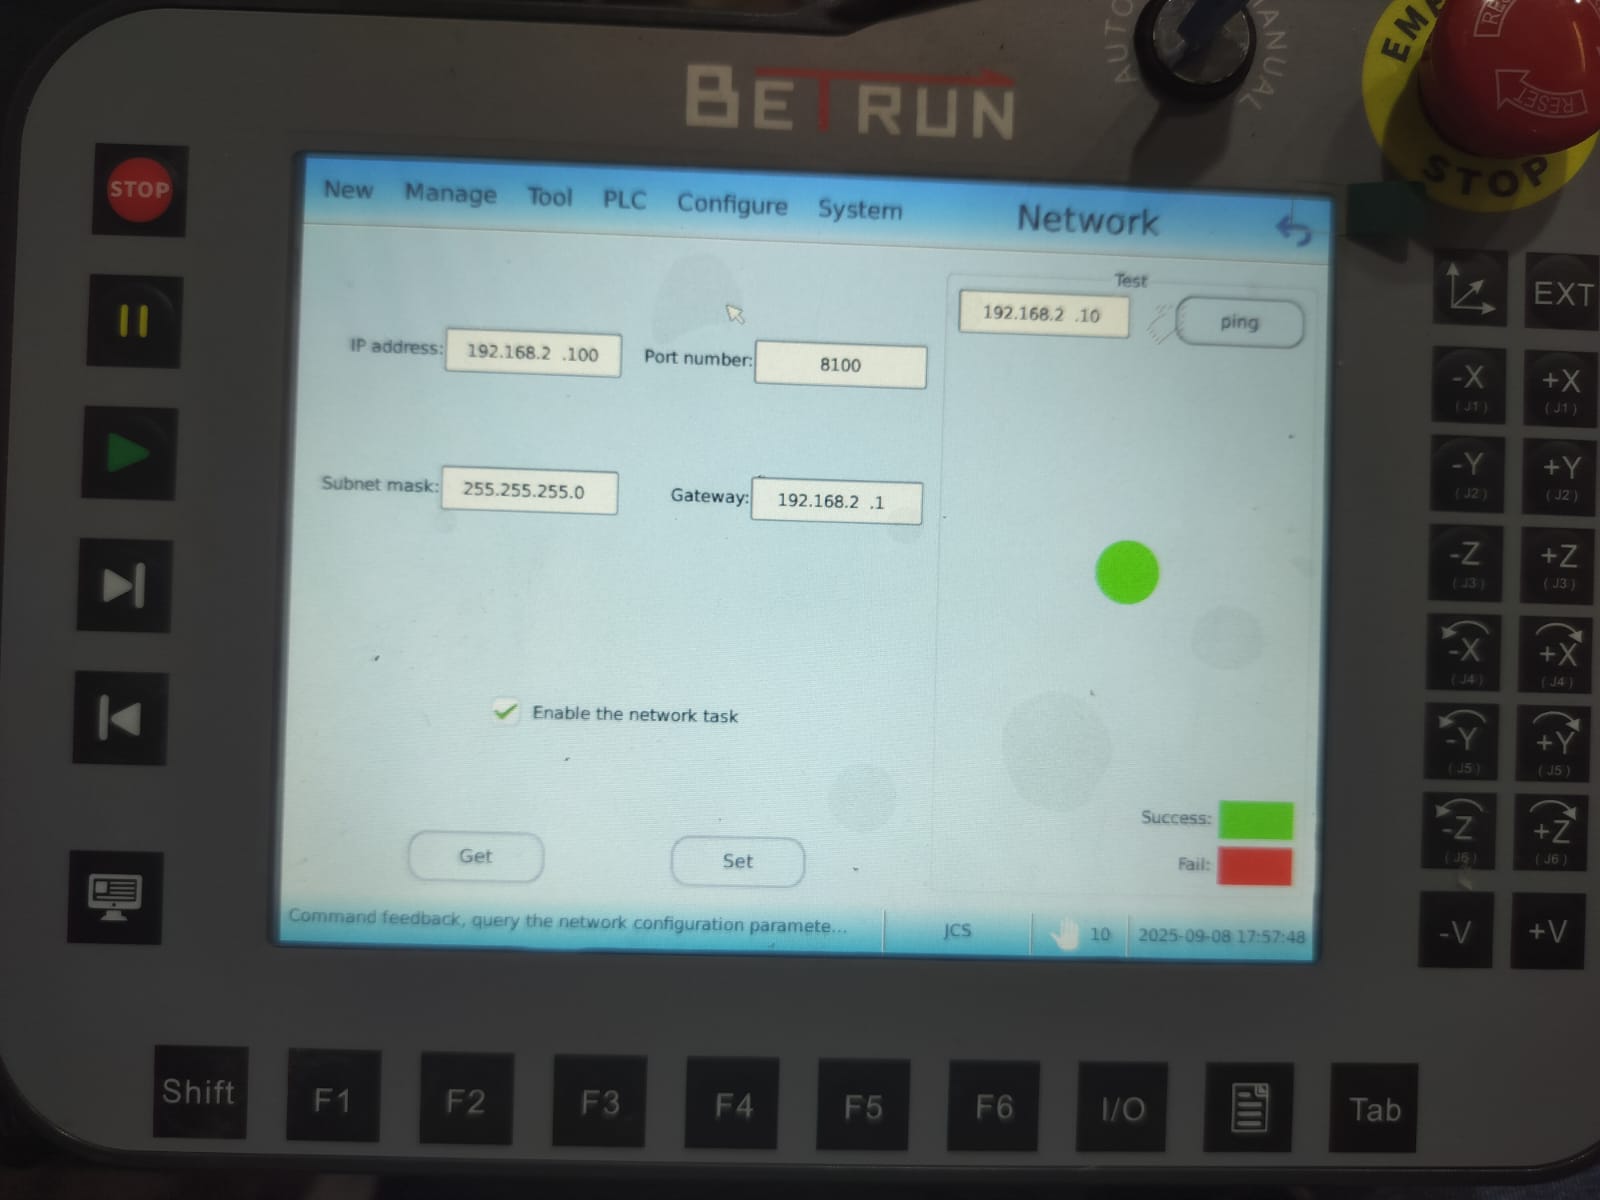 AUTO
MANUAL
RESET
STOP
BETRUN
STOP
New Manage Tool PLC Configure System Network
Test
192.168.2 .10 ping
IP address: 192.168.2 .100 Port number: 8100
Subnet mask: 255.255.255.0 Gateway: 192.168.2 .1
Enable the network task
Success:
Fail:
Get Set
Command feedback, query the network configuration paramete... JCS 10 2025-09-08 17:57:48
EXT
-X +X
(J1) (J1)
-Y +Y
(J2) (J2)
-Z +Z
(J3) (J3)
-X +X
(J4) (J4)
-Y +Y
(J5) (J5)
-Z +Z
(J6) (J6)
-V +V
Shift F1 F2 F3 F4 F5 F6 I/O Tab